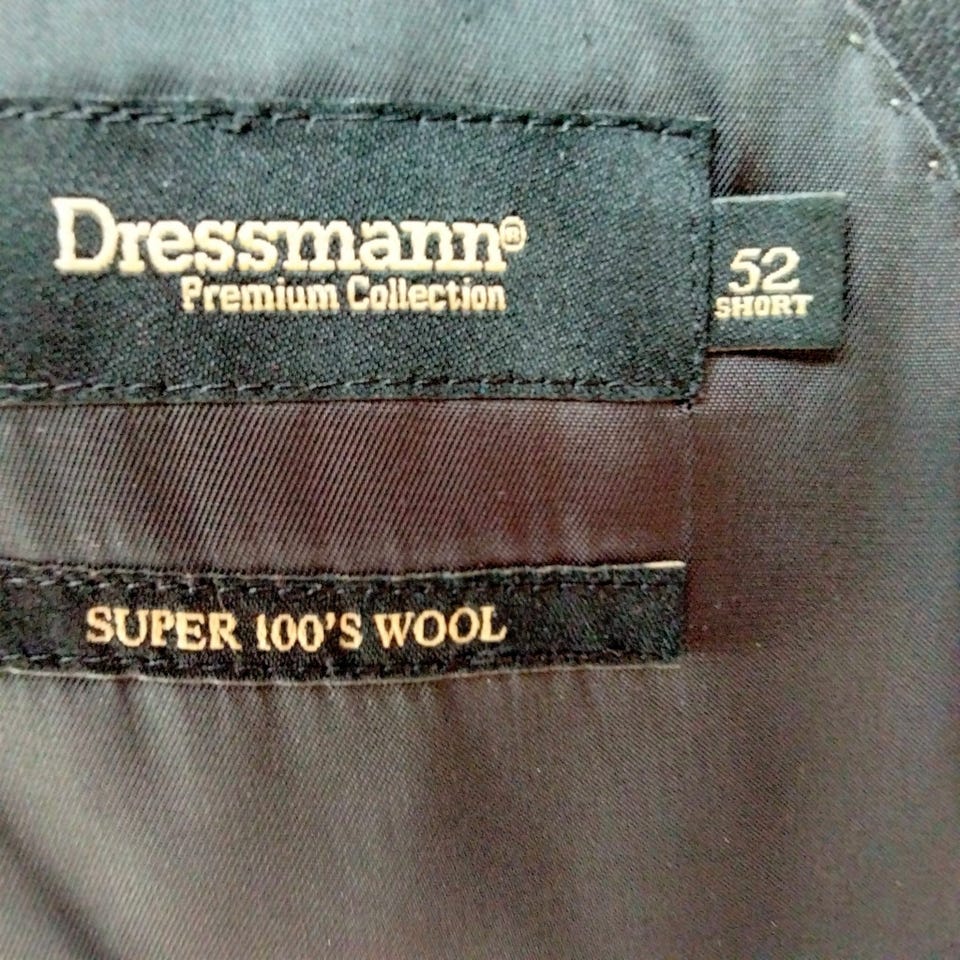 Dressmann®
Premium Collection
52
SHORT
SUPER 100'S WOOL